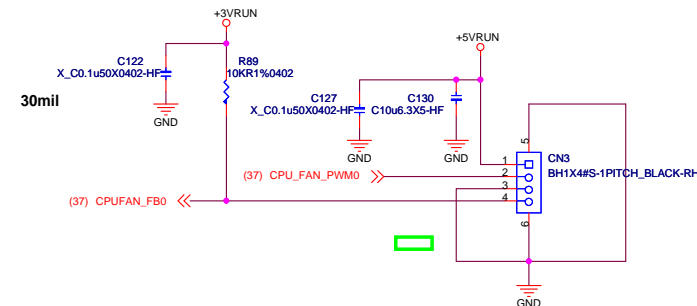 +3VRUN
C122
X_C0.1u50X0402-HF
R89
10KR1%0402
30mil
GND
+5VRUN
C127
X_C0.1u50X0402-HF
C130
C10u6.3X5-HF
GND
GND
(37) CPU_FAN_PWM0
(37) CPUFAN_FB0
1
2
3
4
5
6
CN3
BH1X4#S-1PITCH_BLACK-RH
GND